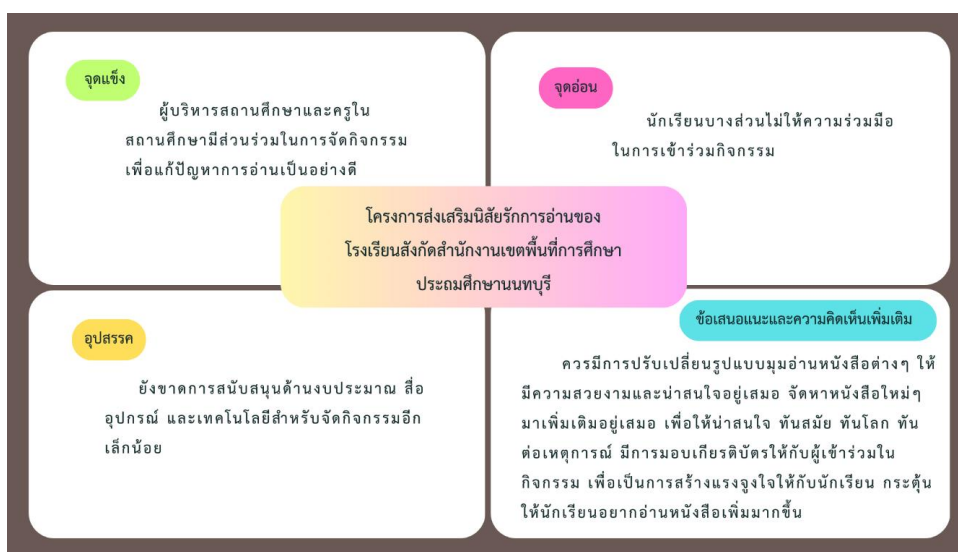 จุดแข็ง
ผู้บริหารสถานศึกษาและครูใน
สถานศึกษามีส่วนร่วมในการจัดกิจกรรม
เพื่อแก้ปัญหาการอ่านเป็นอย่างดี
จุดอ่อน
นักเรียนบางส่วนไม่ให้ความร่วมมือ
ในการเข้าร่วมกิจกรรม
โครงการส่งเสริมนิสัยรักการอ่านของ
โรงเรียนสังกัดสำนักงานเขตพื้นที่การศึกษา
ประถมศึกษานนทบุรี
อุปสรรค
ยังขาดการสนับสนุนด้านงบประมาณ สื่อ
อุปกรณ์ และเทคโนโลยีสำหรับจัดกิจกรรมอีก
เล็กน้อย
ข้อเสนอแนะและความคิดเห็นเพิ่มเติม
ควรมีการปรับเปลี่ยนรูปแบบมุมอ่านหนังสือต่างๆ ให้
มีความสวยงามและน่าสนใจอยู่เสมอ จัดหาหนังสือใหม่ๆ
มาเพิ่มเติมอยู่เสมอ เพื่อให้น่าสนใจ ทันสมัย ทันโลก ทัน
ต่อเหตุการณ์ มีการมอบเกียรติบัตรให้กับผู้เข้าร่วมใน
กิจกรรม เพื่อเป็นการสร้างแรงจูงใจให้กับนักเรียน กระตุ้น
ให้นักเรียนอยากอ่านหนังสือเพิ่มมากขึ้น